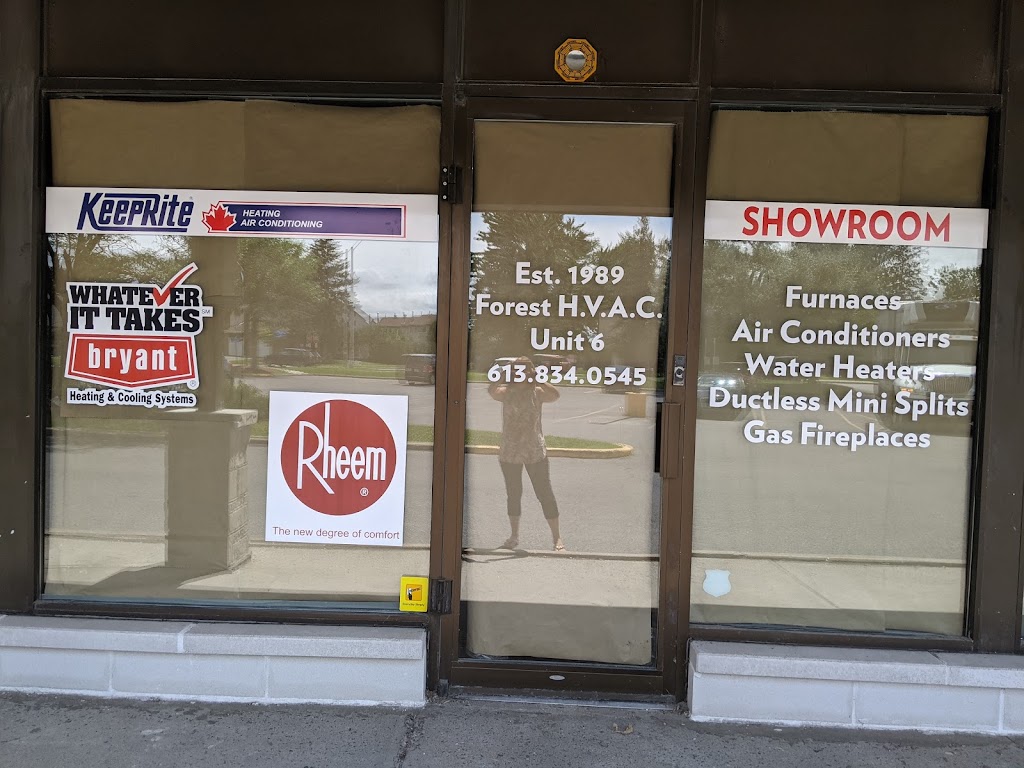 KeepRite®
HEATING
AIR CONDITIONING
WHATEVER
IT TAKES SM
bryant ®
Heating & Cooling Systems
Rheem ®
The new degree of comfort
Est. 1989
Forest H.V.A.C.
Unit 6
613.834.0545
SHOWROOM
Furnaces
Air Conditioners
Water Heaters
Ductless Mini Splits
Gas Fireplaces